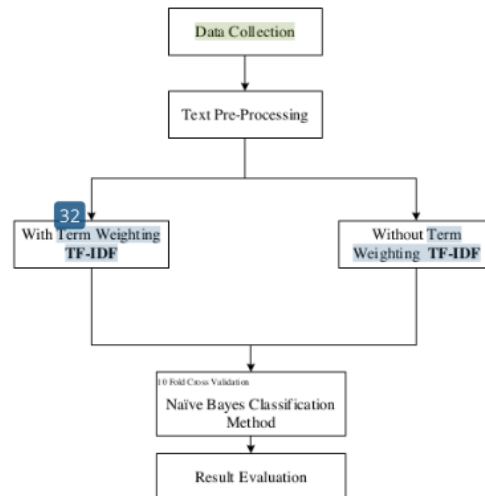 Data Collection
Text Pre-Processing
32
With Term Weighting
TF-IDF
Without Term
Weighting TF-IDF
10 Fold Cross Validation
Naïve Bayes Classification
Method
Result Evaluation